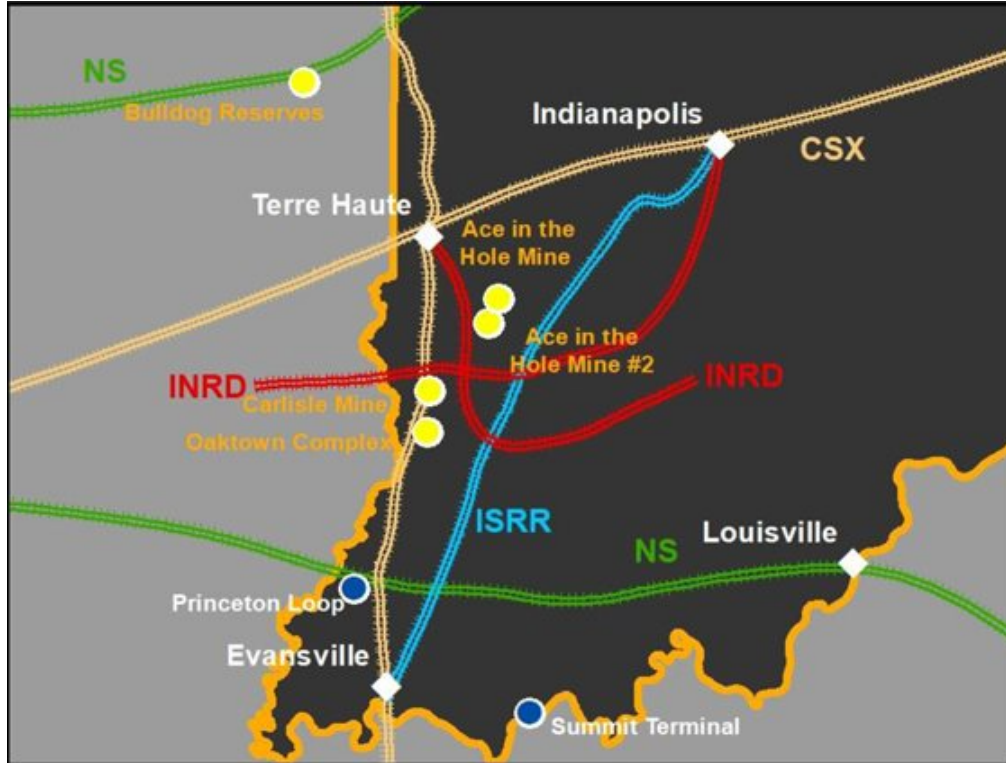 NS
Bulldog Reserves
Indianapolis
CSX
Terre Haute
Ace in the
Hole Mine
Ace in the
Hole Mine #2
INRD
INRD
Carlisle Mine
Oaktown Complex
ISRR
Louisville
NS
Princeton Loop
Evansville
Summit Terminal